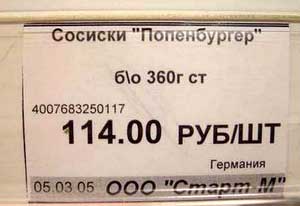 Сосиски "Попенбургер"
б\о 360г ст
4007683250117
114.00 РУБ/ШТ
Германия
05.03 05 ООО "Старт М"